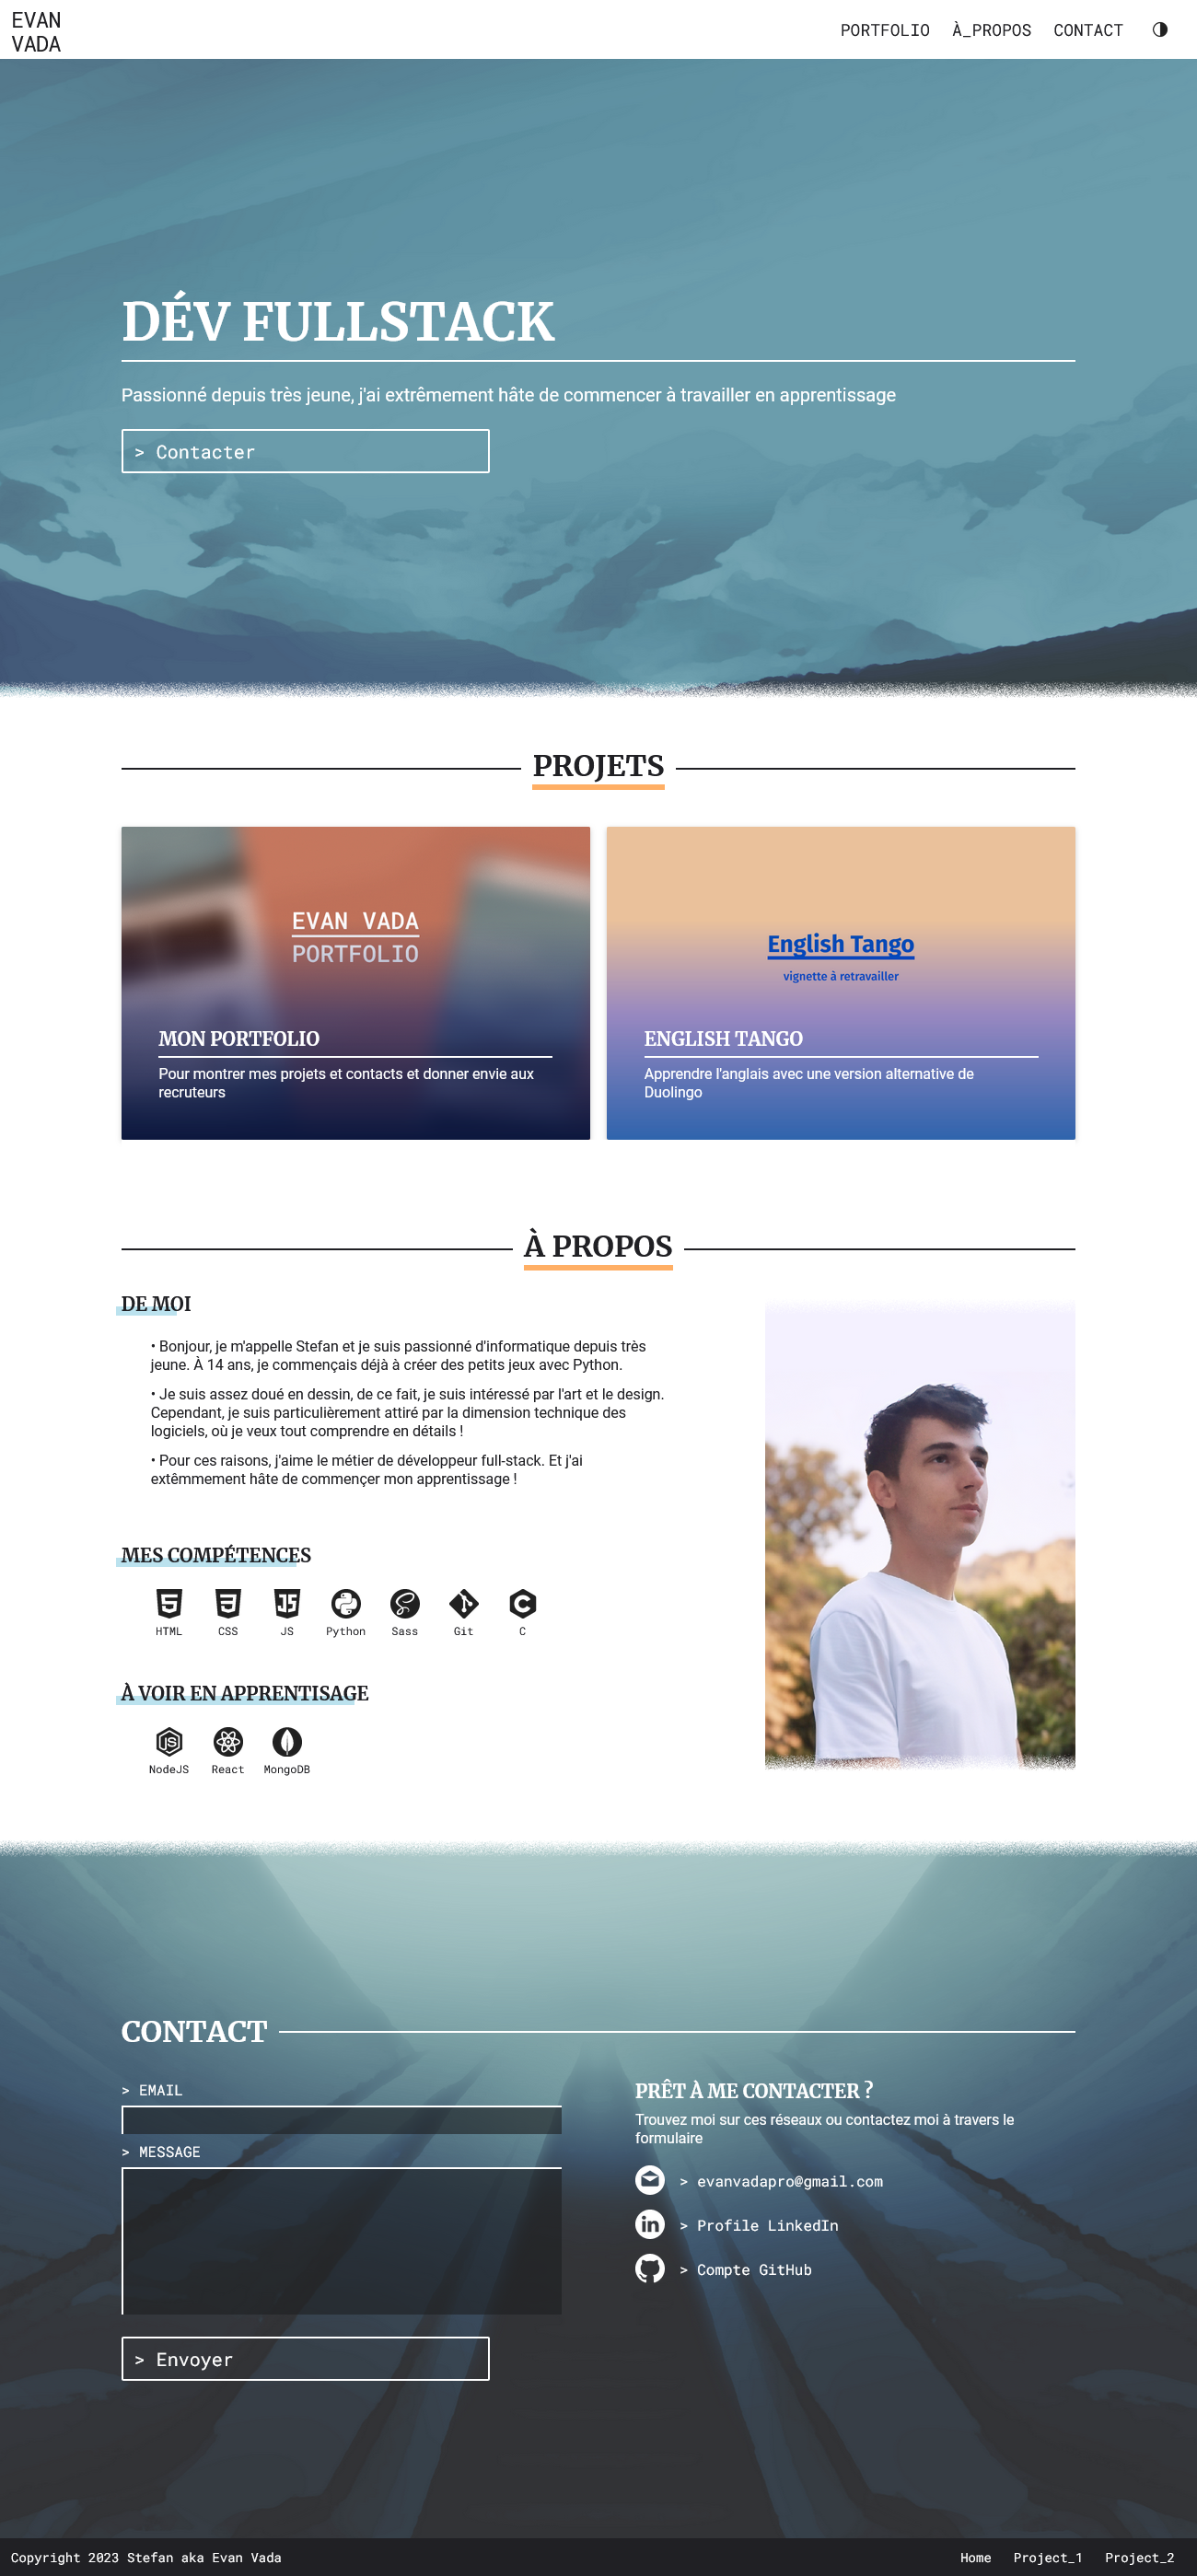 EVAN
VADA
PORTFOLIO À_PROPOS CONTACT
DÉV FULLSTACK
Passionné depuis très jeune, j'ai extrêmement hâte de commencer à travailler en apprentissage
> Contacter
PROJETS
EVAN VADA
PORTFOLIO
MON PORTFOLIO
Pour montrer mes projets et contacts et donner envie aux
recruteurs
English Tango
vignette à retravailler
ENGLISH TANGO
Apprendre l'anglais avec une version alternative de
Duolingo
À PROPOS
DE MOI
• Bonjour, je m'appelle Stefan et je suis passionné d'informatique depuis très
jeune. À 14 ans, je commençais déjà à créer des petits jeux avec Python.
• Je suis assez doué en dessin, de ce fait, je suis intéressé par l'art et le design.
Cependant, je suis particulièrement attiré par la dimension technique des
logiciels, où je veux tout comprendre en détails !
• Pour ces raisons, j'aime le métier de développeur full-stack. Et j'ai
extêmmement hâte de commençer mon apprentissage !
MES COMPÉTENCES
HTML CSS JS Python Sass Git C
À VOIR EN APPRENTISAGE
NodeJS React MongoDB
CONTACT
> EMAIL
> MESSAGE
> Envoyer
PRÊT À ME CONTACTER ?
Trouvez moi sur ces réseaux ou contactez moi à travers le
formulaire
> evanvadapro@gmail.com
> Profile LinkedIn
> Compte GitHub
Copyright 2023 Stefan aka Evan Vada
Home Project_1 Project_2